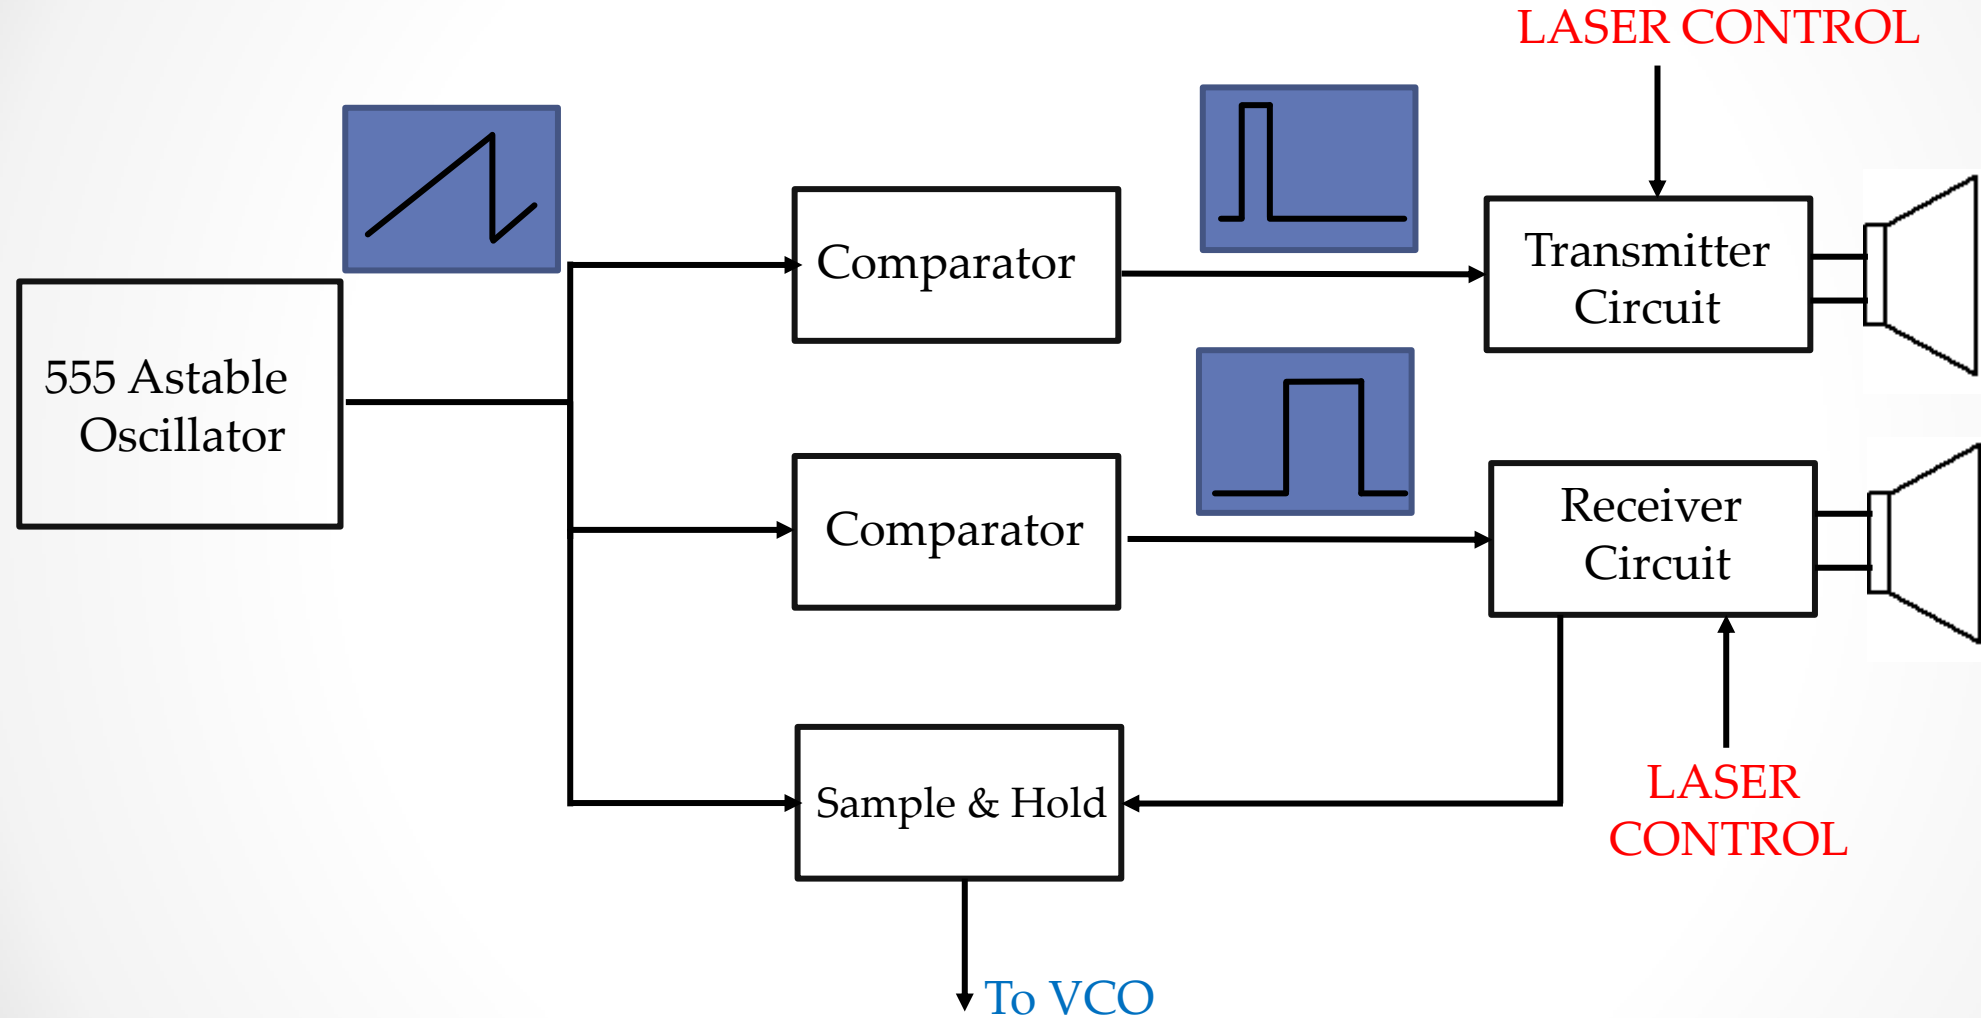 LASER CONTROL
Comparator
Transmitter
Circuit
555 Astable
Oscillator
Comparator
Receiver
Circuit
Sample & Hold
LASER
CONTROL
To VCO